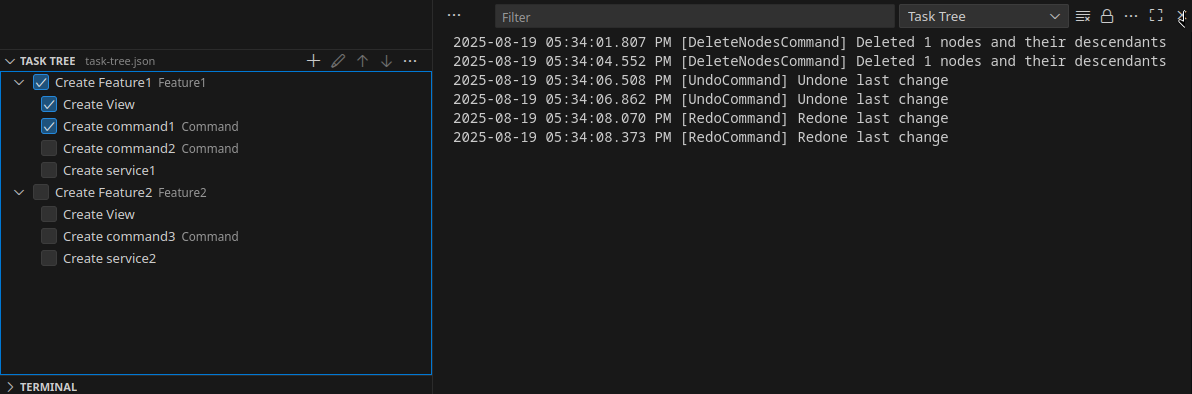 TASK TREE task-tree.json
Create Feature1 Feature1
Create View
Create command1 Command
Create command2 Command
Create service1
Create Feature2 Feature2
Create View
Create command3 Command
Create service2
TERMINAL
Filter
Task Tree
2025-08-19 05:34:01.807 PM [DeleteNodesCommand] Deleted 1 nodes and their descendants
2025-08-19 05:34:04.552 PM [DeleteNodesCommand] Deleted 1 nodes and their descendants
2025-08-19 05:34:06.508 PM [UndoCommand] Undone last change
2025-08-19 05:34:06.862 PM [UndoCommand] Undone last change
2025-08-19 05:34:08.070 PM [RedoCommand] Redone last change
2025-08-19 05:34:08.373 PM [RedoCommand] Redone last change